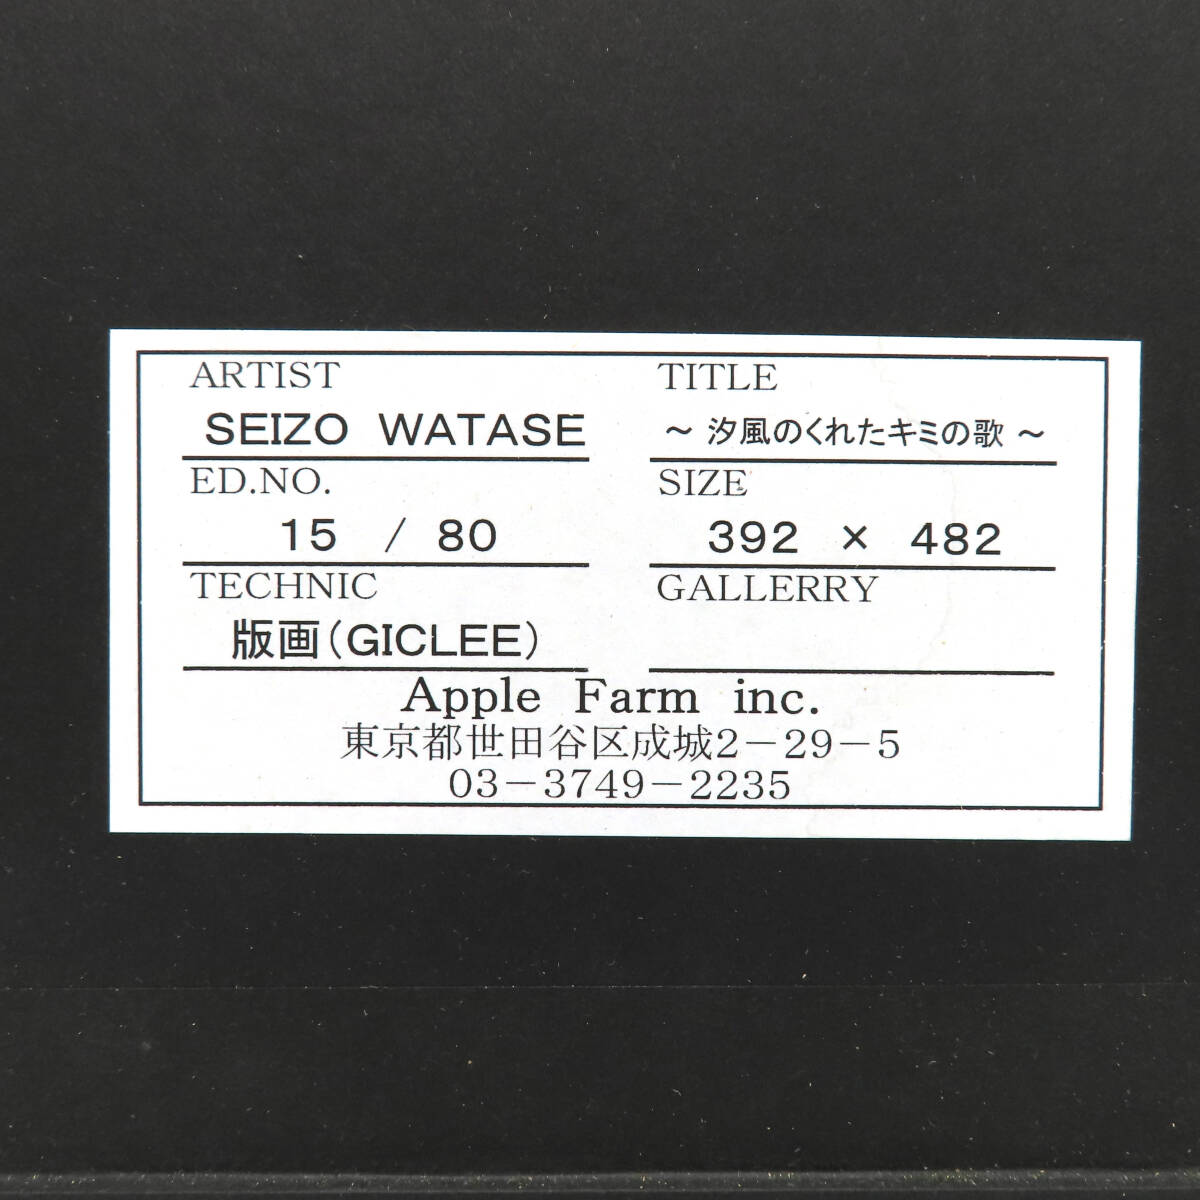 ARTIST
SEIZO WATASE
TITLE
～ 汐風のくれたキミの歌 ～
ED.NO.
15 / 80
SIZE
392 × 482
TECHNIC
版画(GICLEE)
GALLERRY
Apple Farm inc.
東京都世田谷区成城2－29－5
03－3749－2235